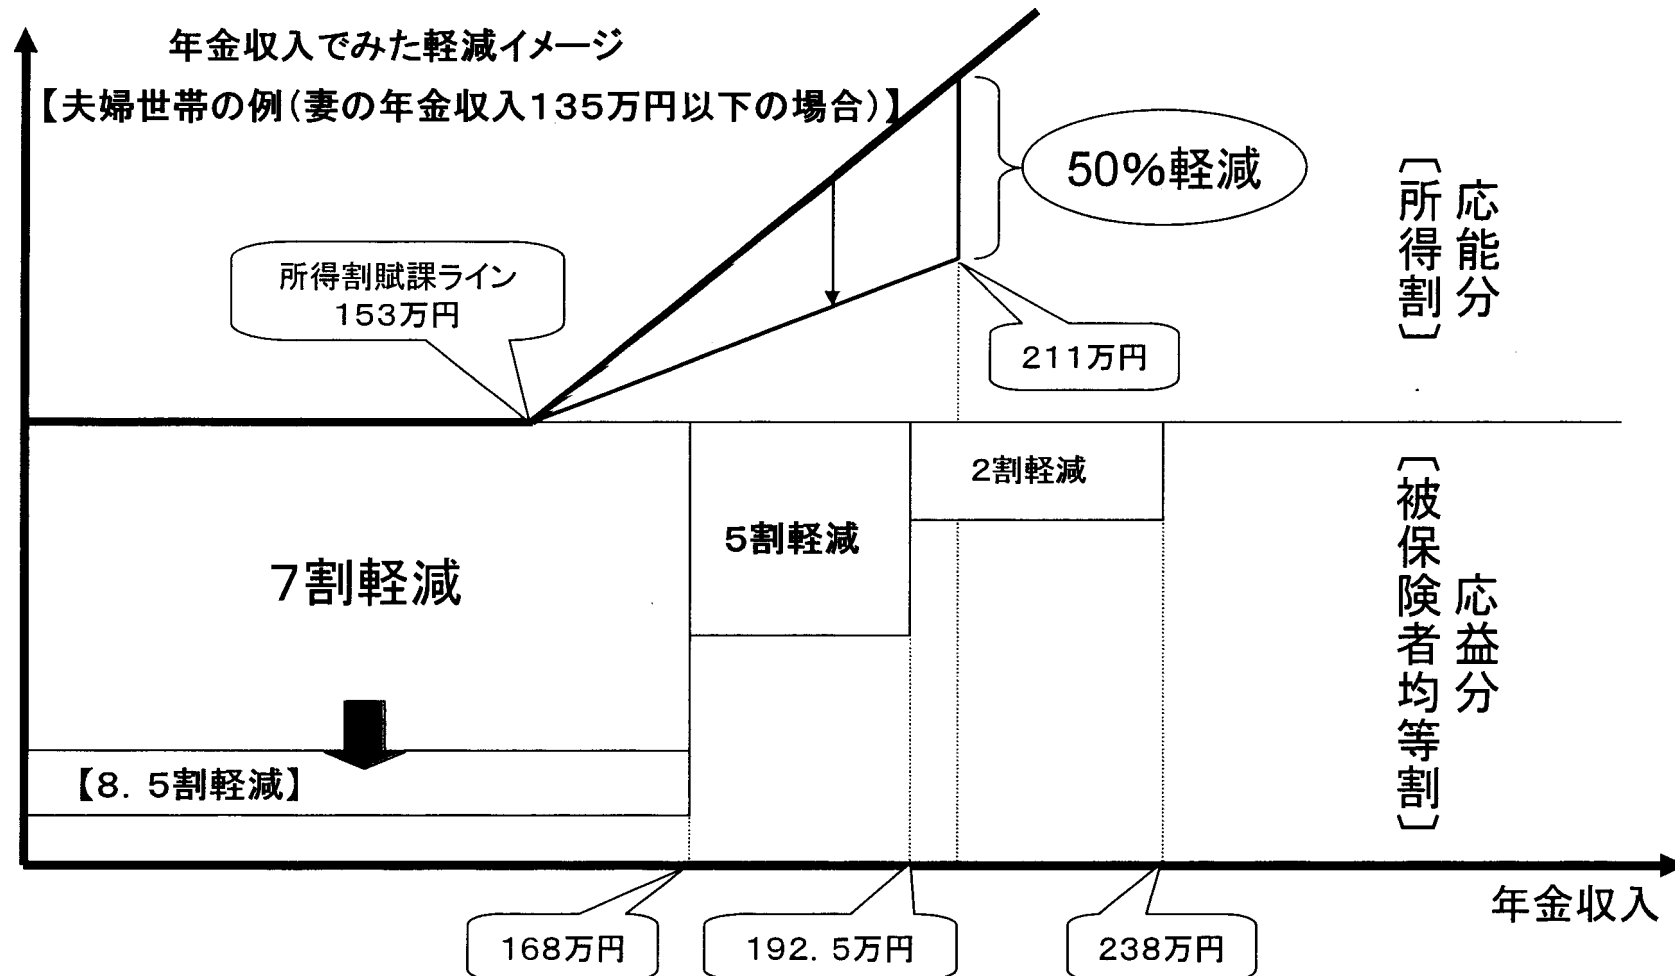 年金収入でみた軽減イメージ
【夫婦世帯の例(妻の年金収入135万円以下の場合)】
50%軽減
応能分
〔所得割〕
所得割賦課ライン
153万円
211万円
2割軽減
5割軽減
7割軽減
応益分
〔被保険者均等割〕
【8.5割軽減】
年金収入
168万円
192.5万円
238万円